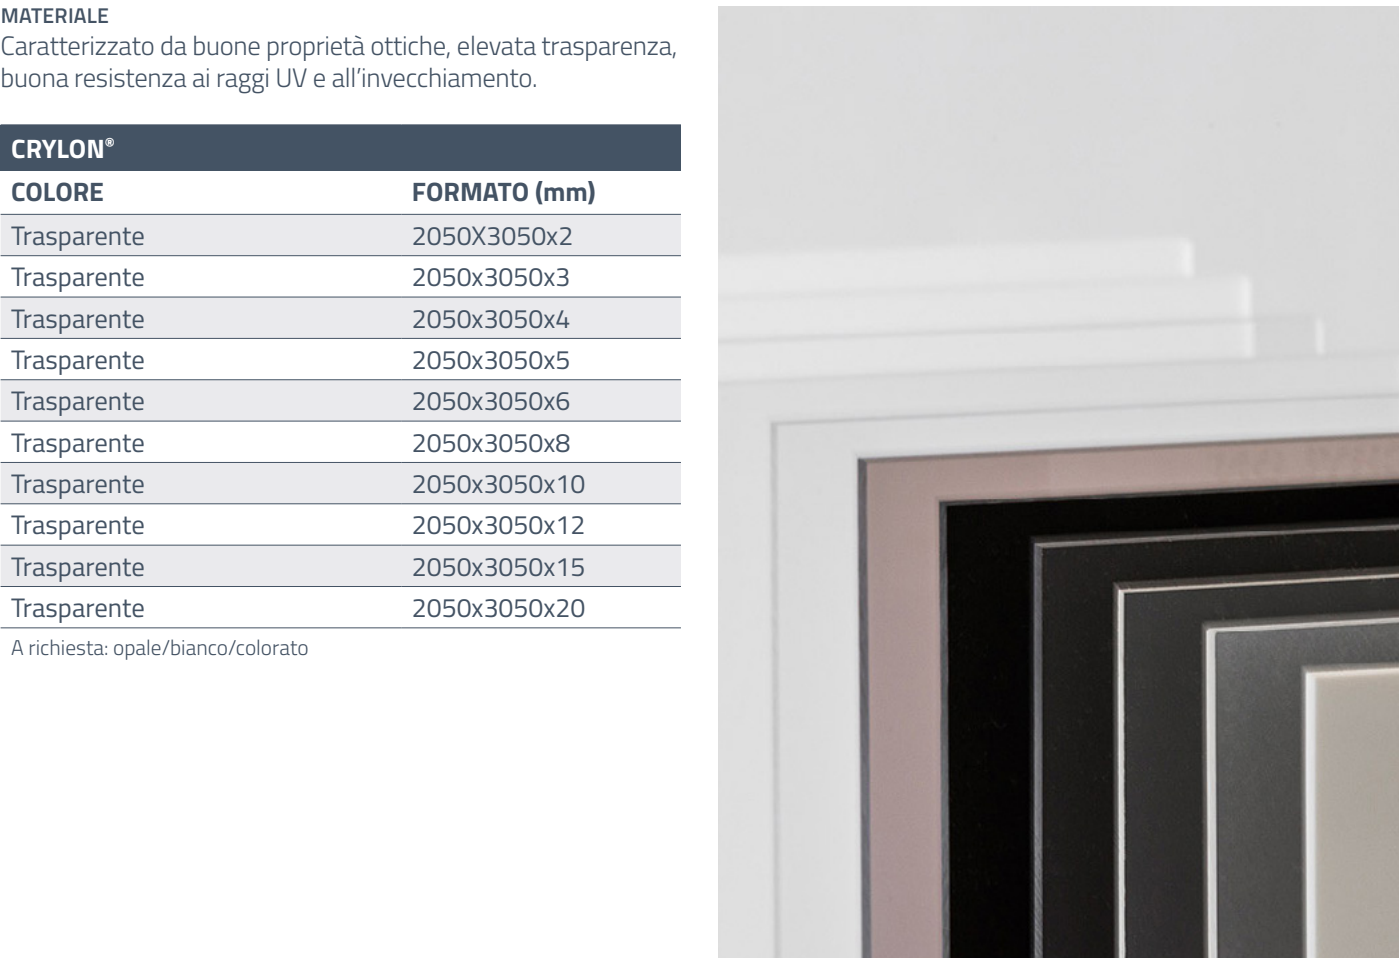 MATERIALE
Caratterizzato da buone proprietà ottiche, elevata trasparenza,
buona resistenza ai raggi UV e all’invecchiamento.
CRYLON®
COLORE FORMATO (mm)
Trasparente 2050X3050x2
Trasparente 2050x3050x3
Trasparente 2050x3050x4
Trasparente 2050x3050x5
Trasparente 2050x3050x6
Trasparente 2050x3050x8
Trasparente 2050x3050x10
Trasparente 2050x3050x12
Trasparente 2050x3050x15
Trasparente 2050x3050x20
A richiesta: opale/bianco/colorato